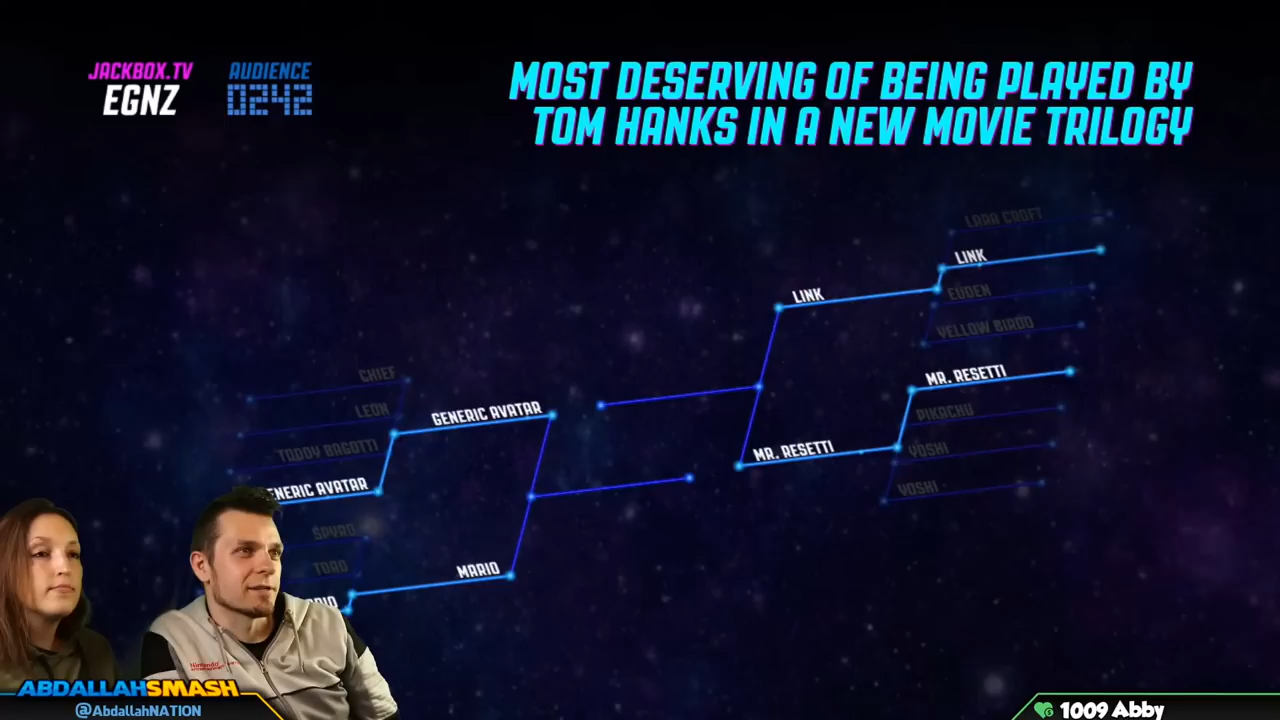 JACKBOX.TV
EGNZ
AUDIENCE
0242
MOST DESERVING OF BEING PLAYED BY
TOM HANKS IN A NEW MOVIE TRILOGY
LARA CROFT
LINK
LINK
EUDEN
YELLOW BIRDO
CHIEF
MR. RESETTI
LEON
GENERIC AVATAR
PIKACHU
TADDY BAGOTTI
MR. RESETTI
YOSHI
ENERIC AVATAR
YOSHI
SPYRO
TOAD
MARIO
ABDALLAHSMASH
@AbdallahNATION
1009 Abby